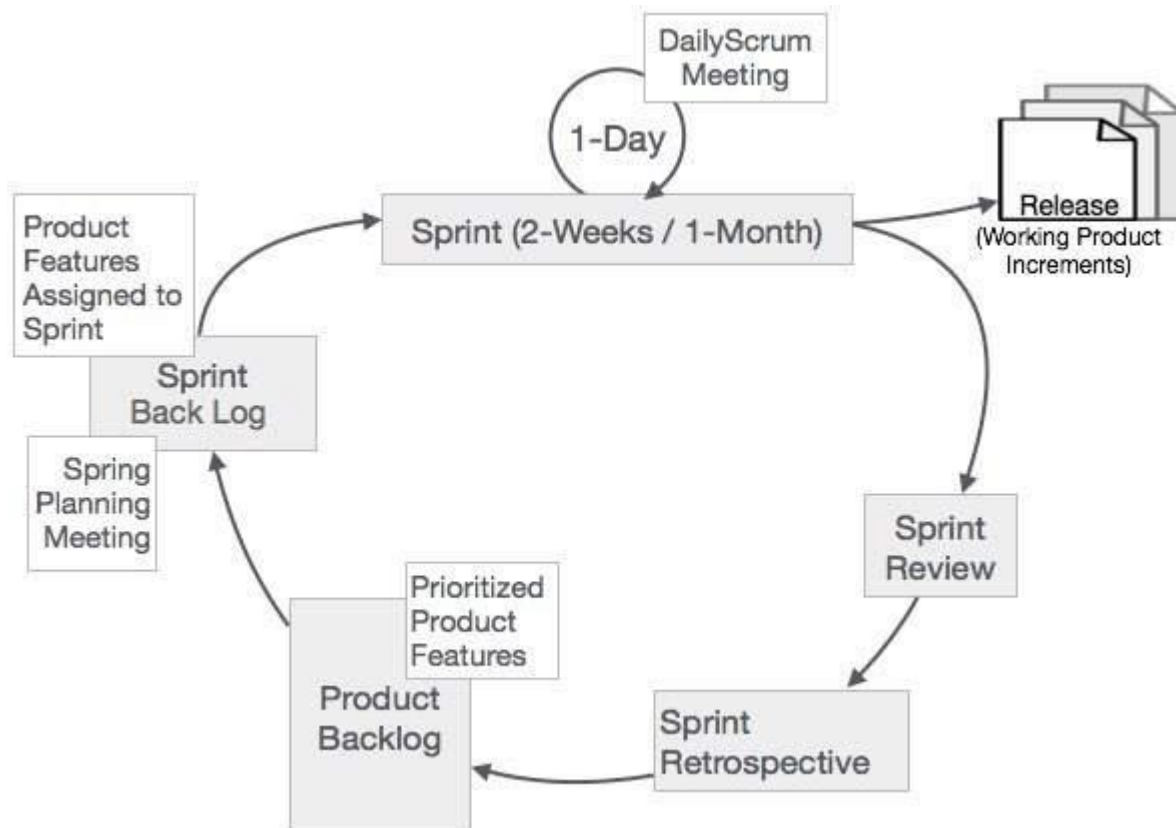 DailyScrum
Meeting
1-Day
Sprint (2-Weeks / 1-Month)
Release
(Working Product
Increments)
Product
Features
Assigned to
Sprint
Sprint
Back Log
Spring
Planning
Meeting
Sprint
Review
Prioritized
Product
Features
Product
Backlog
Sprint
Retrospective